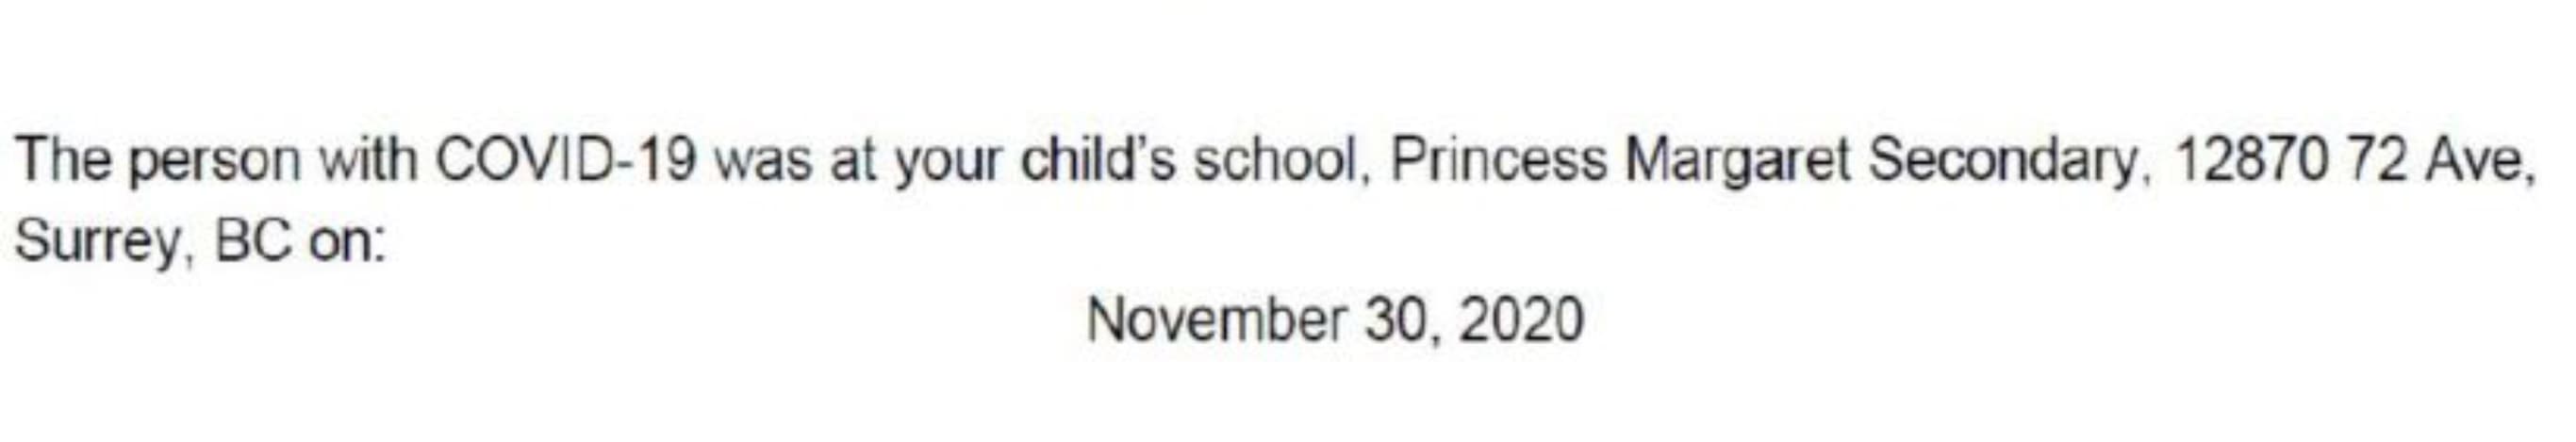 The person with COVID-19 was at your child's school, Princess Margaret Secondary, 12870 72 Ave,
Surrey, BC on:
November 30, 2020